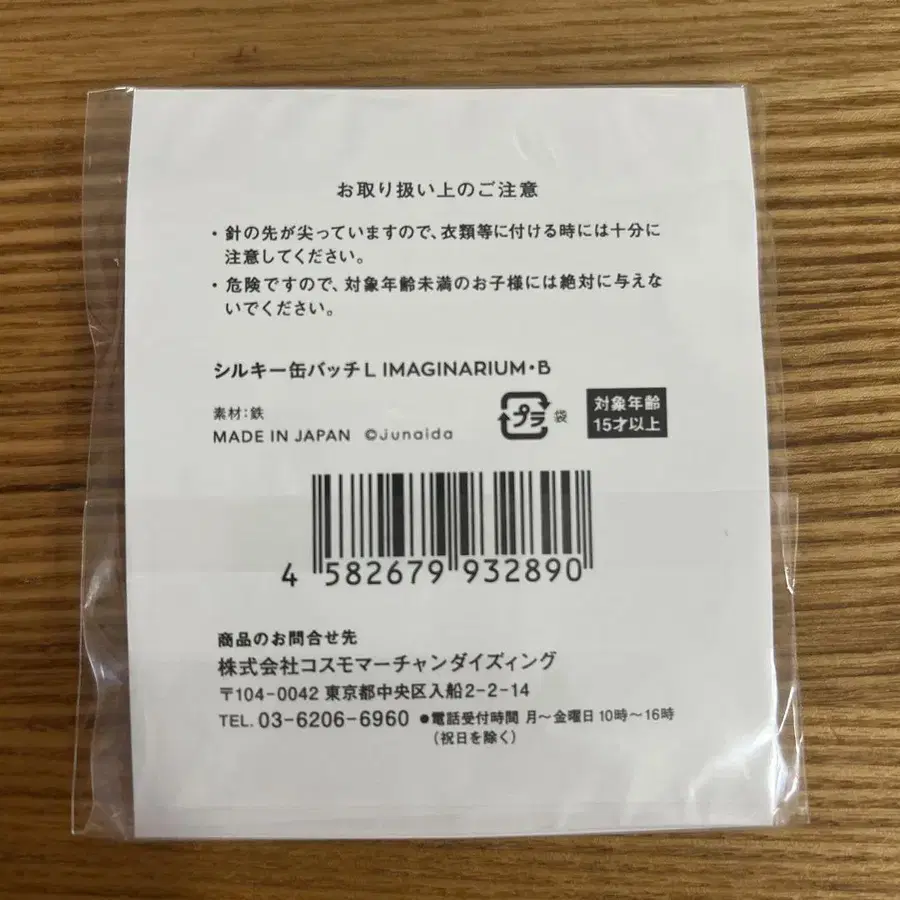 お取り扱い上のご注意
・針の先が尖っていますので、衣類等に付ける時には十分に
注意してください。
・危険ですので、対象年齢未満のお子様には絶対に与えな
いでください。
シルキー缶バッチL IMAGINARIUM・B
素材:鉄
プラ 袋
対象年齢
15才以上
MADE IN JAPAN ©Junaida
4 582679 932890
商品のお問合せ先
株式会社コスモマーチャンダイズィング
〒104-0042 東京都中央区入船2-2-14
TEL. 03-6206-6960 ●電話受付時間 月〜金曜日 10時〜16時
(祝日を除く)